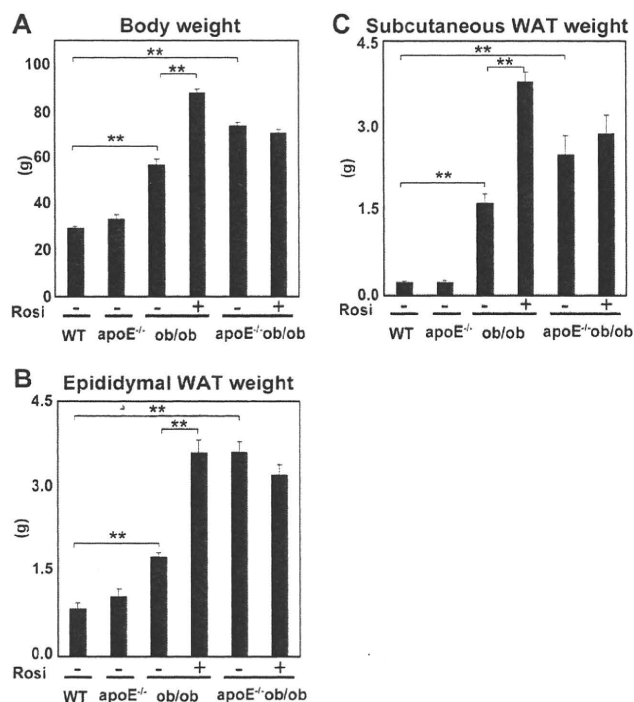 A Body weight
100
80
60
40
20
0
(g)
**
**
**
Rosi - - - + - +
WT apoE-/- ob/ob apoE-/-ob/ob
C Subcutaneous WAT weight
4.5
3.0
1.5
0.0
(g)
**
**
**
Rosi - - - + - +
WT apoE-/- ob/ob apoE-/-ob/ob
B Epididymal WAT weight
4.5
3.0
1.5
0.0
(g)
**
**
**
Rosi - - - + - +
WT apoE-/- ob/ob apoE-/-ob/ob